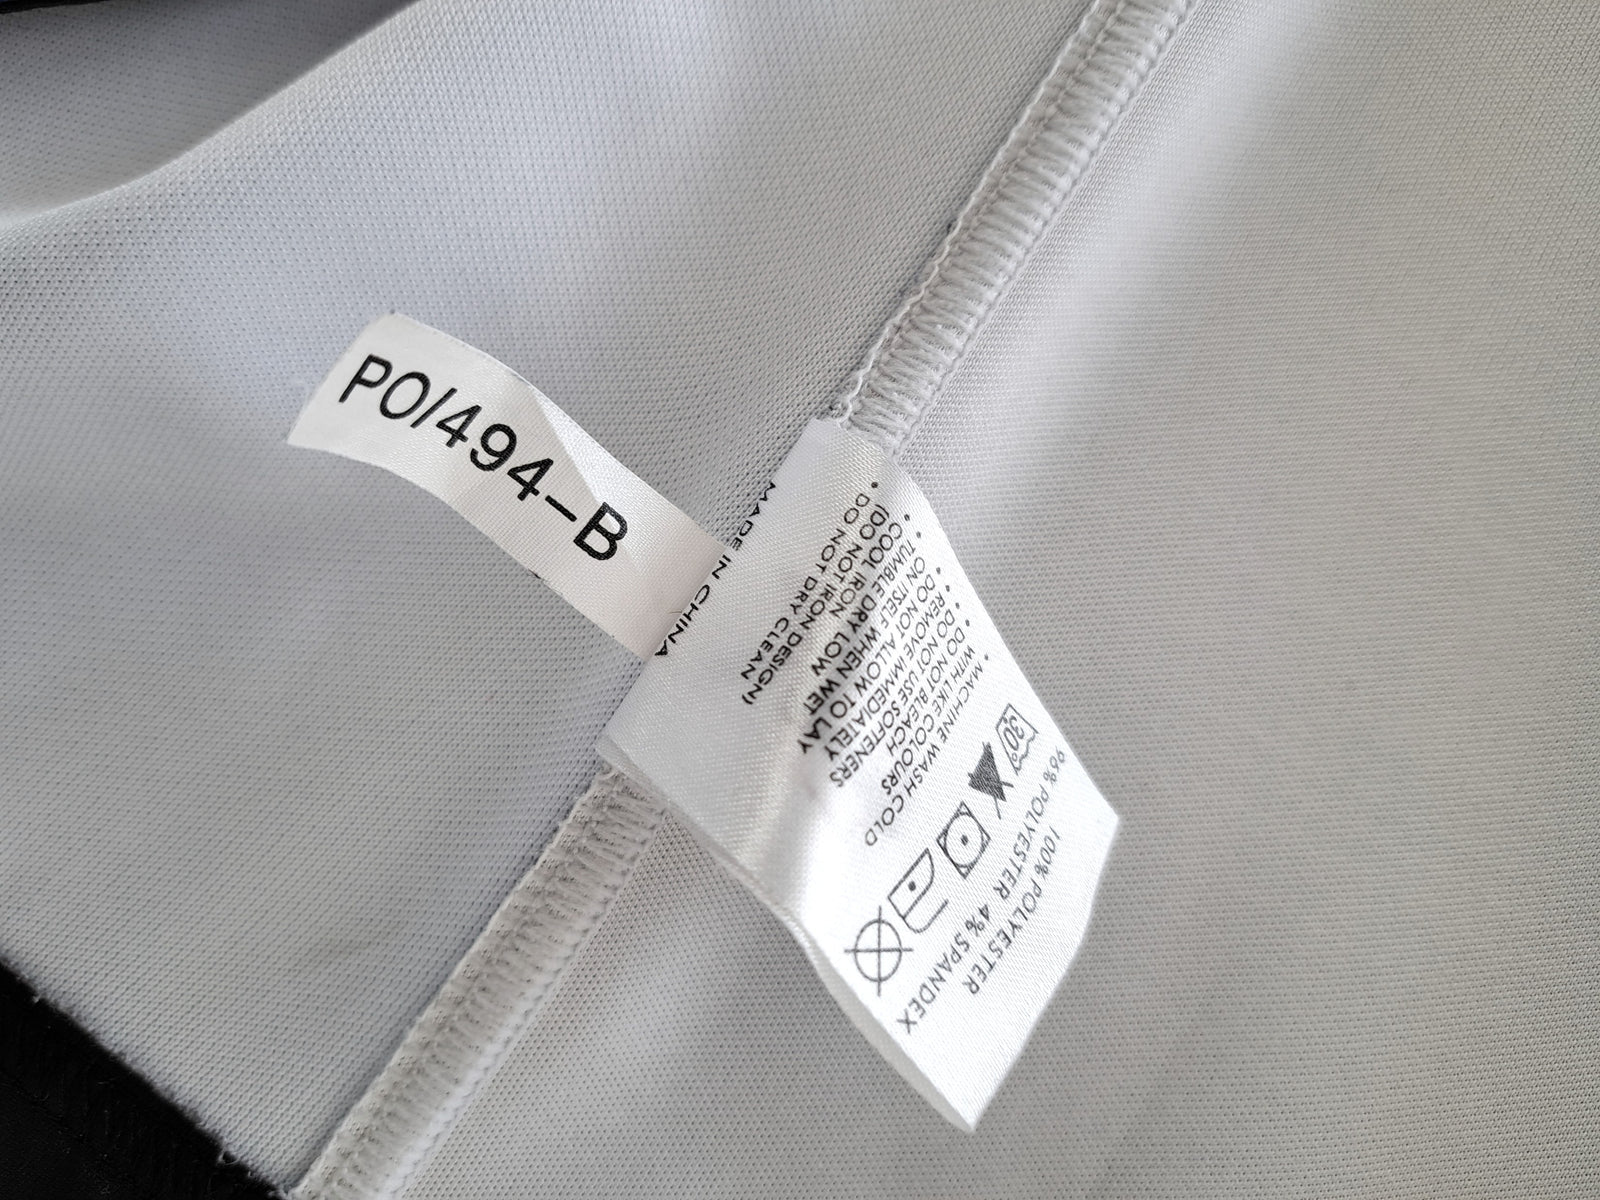 PO/494-B
100% POLYESTER
96% POLYESTER 4% SPANDEX
30°
• MACHINE WASH COLD
WITH LIKE COLOURS
• DO NOT BLEACH
• DO NOT USE SOFTENERS
• REMOVE IMMEDIATELY
• DO NOT ALLOW TO LAY
ON ITSELF WHEN WET
• TUMBLE DRY LOW
• COOL IRON
(DO NOT IRON DESIGN)
• DO NOT DRY CLEAN
MADE IN CHINA